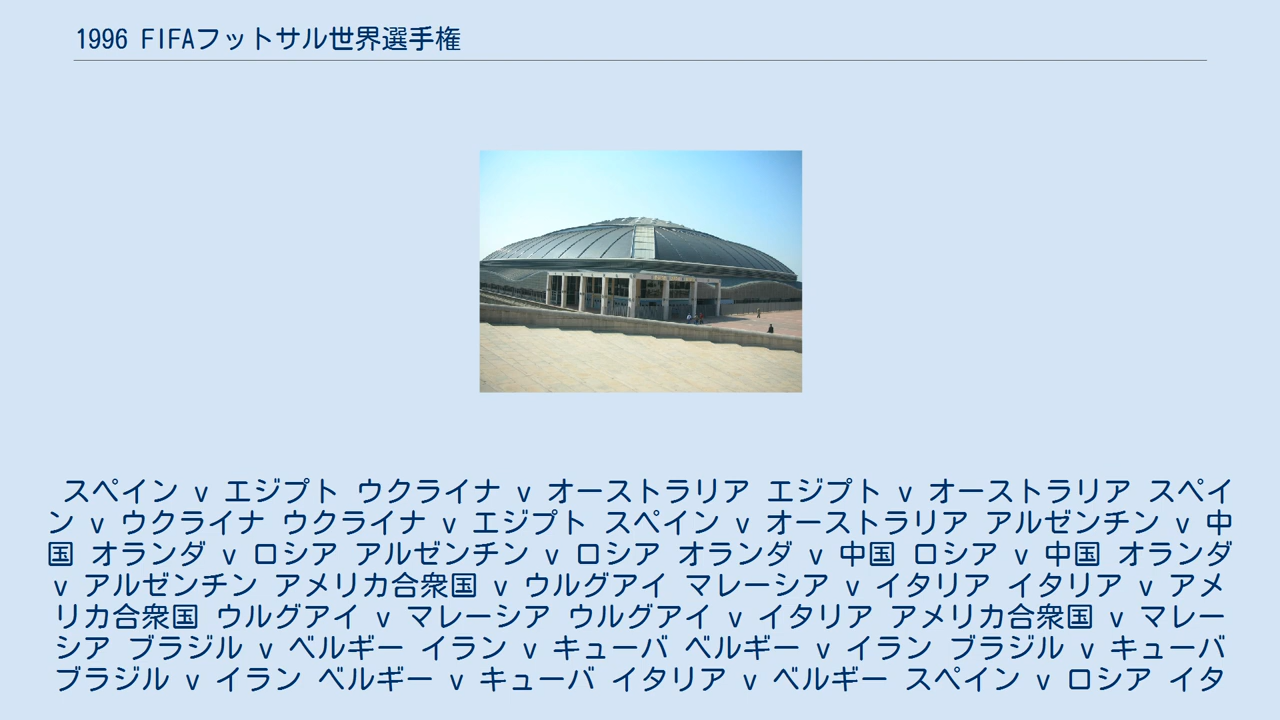 1996 FIFAフットサル世界選手権
スペイン v エジプト ウクライナ v オーストラリア エジプト v オーストラリア スペイ
ン v ウクライナ ウクライナ v エジプト スペイン v オーストラリア アルゼンチン v 中
国 オランダ v ロシア アルゼンチン v ロシア オランダ v 中国 ロシア v 中国 オランダ
v アルゼンチン アメリカ合衆国 v ウルグアイ マレーシア v イタリア イタリア v アメ
リカ合衆国 ウルグアイ v マレーシア ウルグアイ v イタリア アメリカ合衆国 v マレー
シア ブラジル v ベルギー イラン v キューバ ベルギー v イラン ブラジル v キューバ
ブラジル v イラン ベルギー v キューバ イタリア v ベルギー スペイン v ロシア イタ